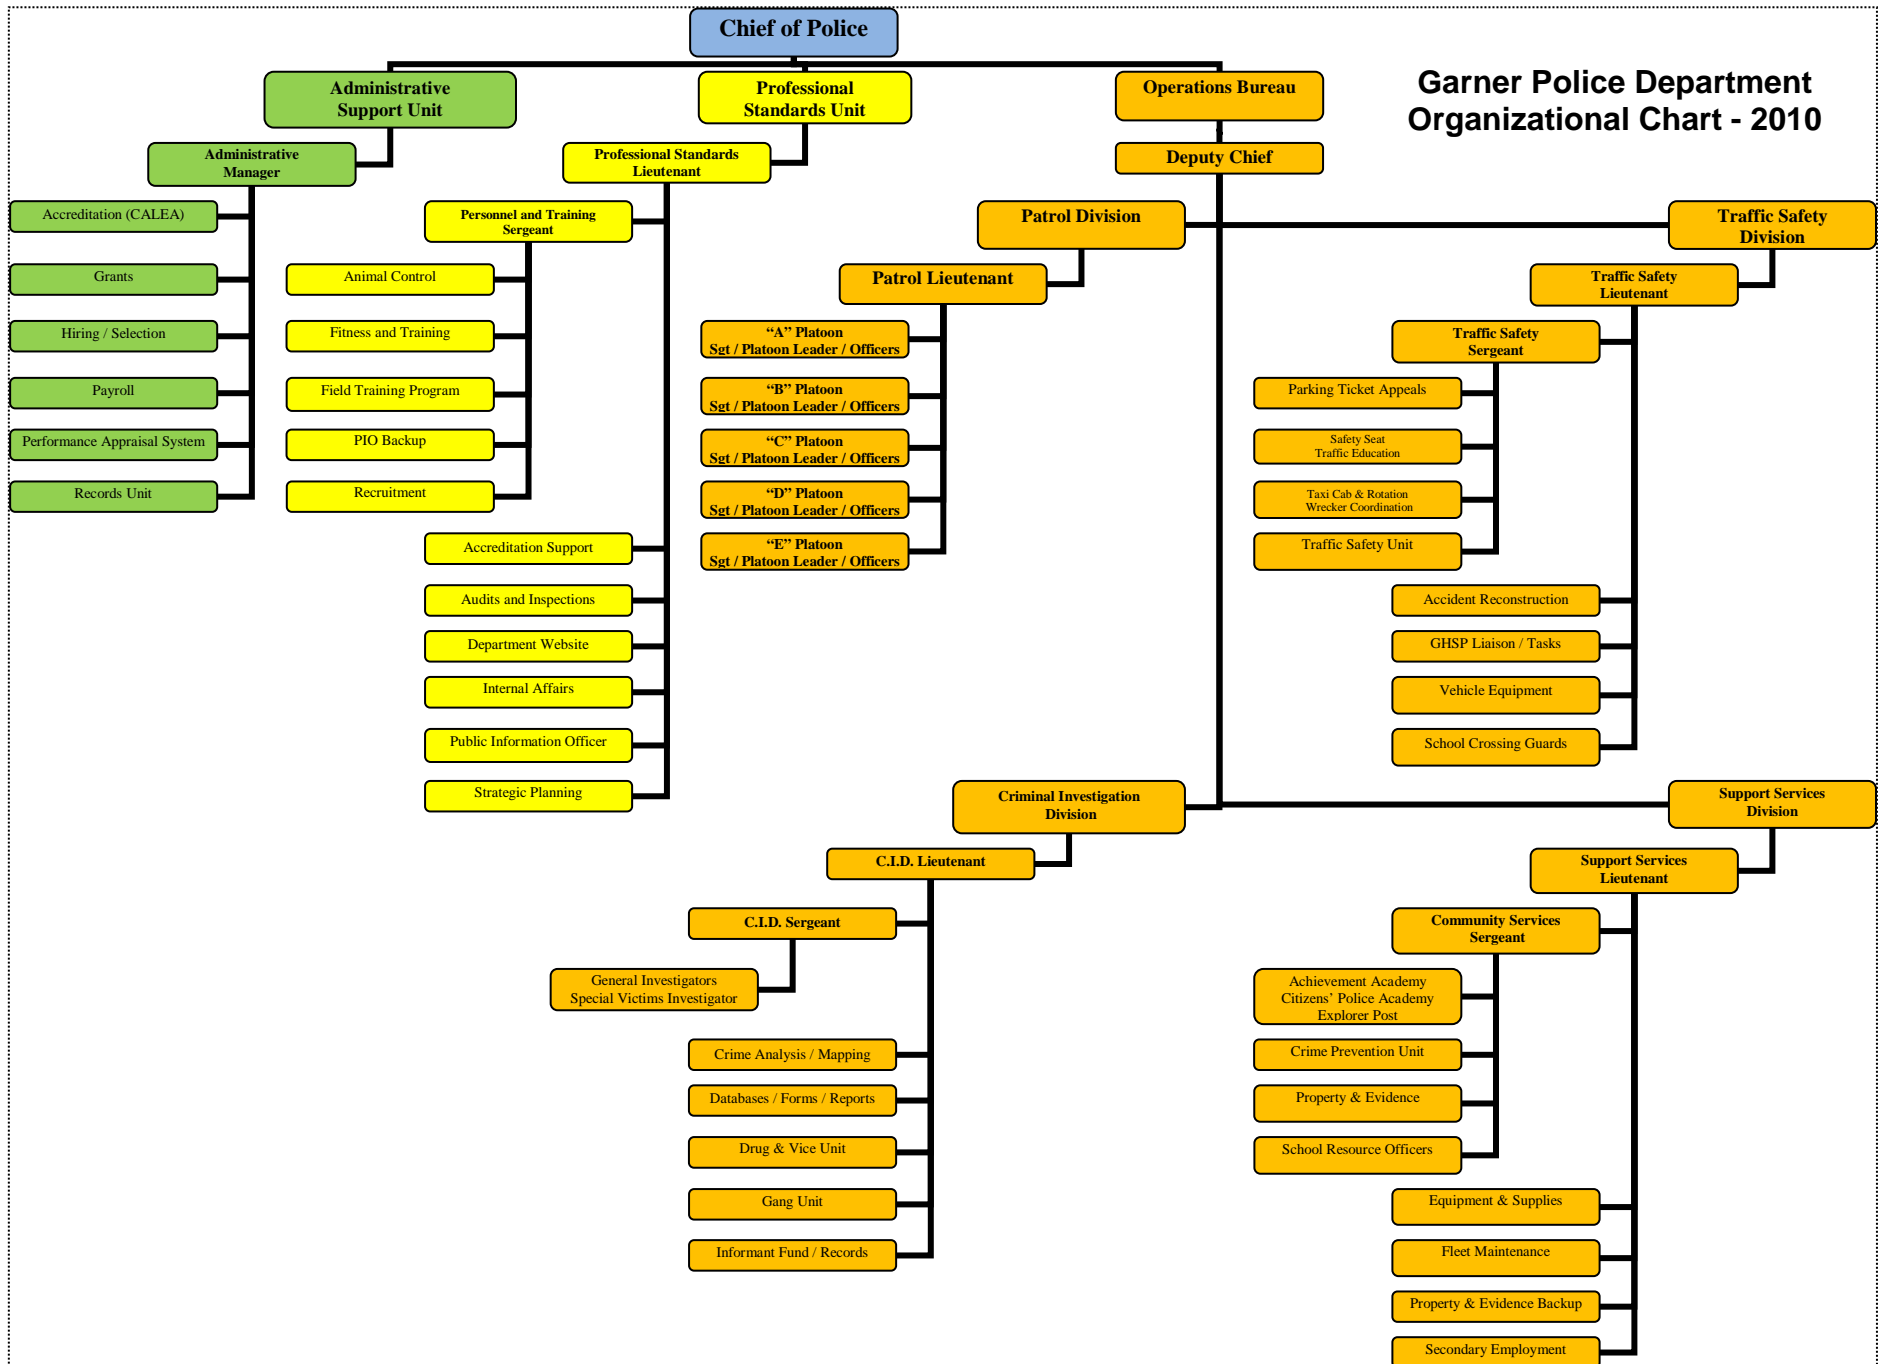 Chief of Police
Garner Police Department
Organizational Chart - 2010
Administrative
Support Unit
Professional
Standards Unit
Operations Bureau
Administrative
Manager
Professional Standards
Lieutenant
Deputy Chief
Accreditation (CALEA)
Grants
Hiring / Selection
Payroll
Performance Appraisal System
Records Unit
Personnel and Training
Sergeant
Animal Control
Fitness and Training
Field Training Program
PIO Backup
Recruitment
Accreditation Support
Audits and Inspections
Department Website
Internal Affairs
Public Information Officer
Strategic Planning
Patrol Division
Patrol Lieutenant
“A” Platoon
Sgt / Platoon Leader / Officers
“B” Platoon
Sgt / Platoon Leader / Officers
“C” Platoon
Sgt / Platoon Leader / Officers
“D” Platoon
Sgt / Platoon Leader / Officers
“E” Platoon
Sgt / Platoon Leader / Officers
Traffic Safety
Division
Traffic Safety
Lieutenant
Traffic Safety
Sergeant
Parking Ticket Appeals
Safety Seat
Traffic Education
Taxi Cab & Rotation
Wrecker Coordination
Traffic Safety Unit
Accident Reconstruction
GHSP Liaison / Tasks
Vehicle Equipment
School Crossing Guards
Criminal Investigation
Division
C.I.D. Lieutenant
C.I.D. Sergeant
General Investigators
Special Victims Investigator
Crime Analysis / Mapping
Databases / Forms / Reports
Drug & Vice Unit
Gang Unit
Informant Fund / Records
Support Services
Division
Support Services
Lieutenant
Community Services
Sergeant
Achievement Academy
Citizens’ Police Academy
Explorer Post
Crime Prevention Unit
Property & Evidence
School Resource Officers
Equipment & Supplies
Fleet Maintenance
Property & Evidence Backup
Secondary Employment